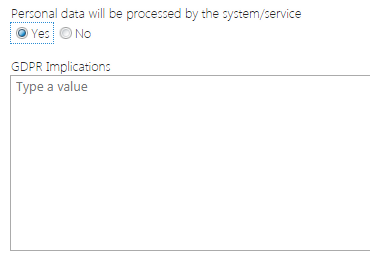 Personal data will be processed by the system/service
Yes No
GDPR Implications
Type a value